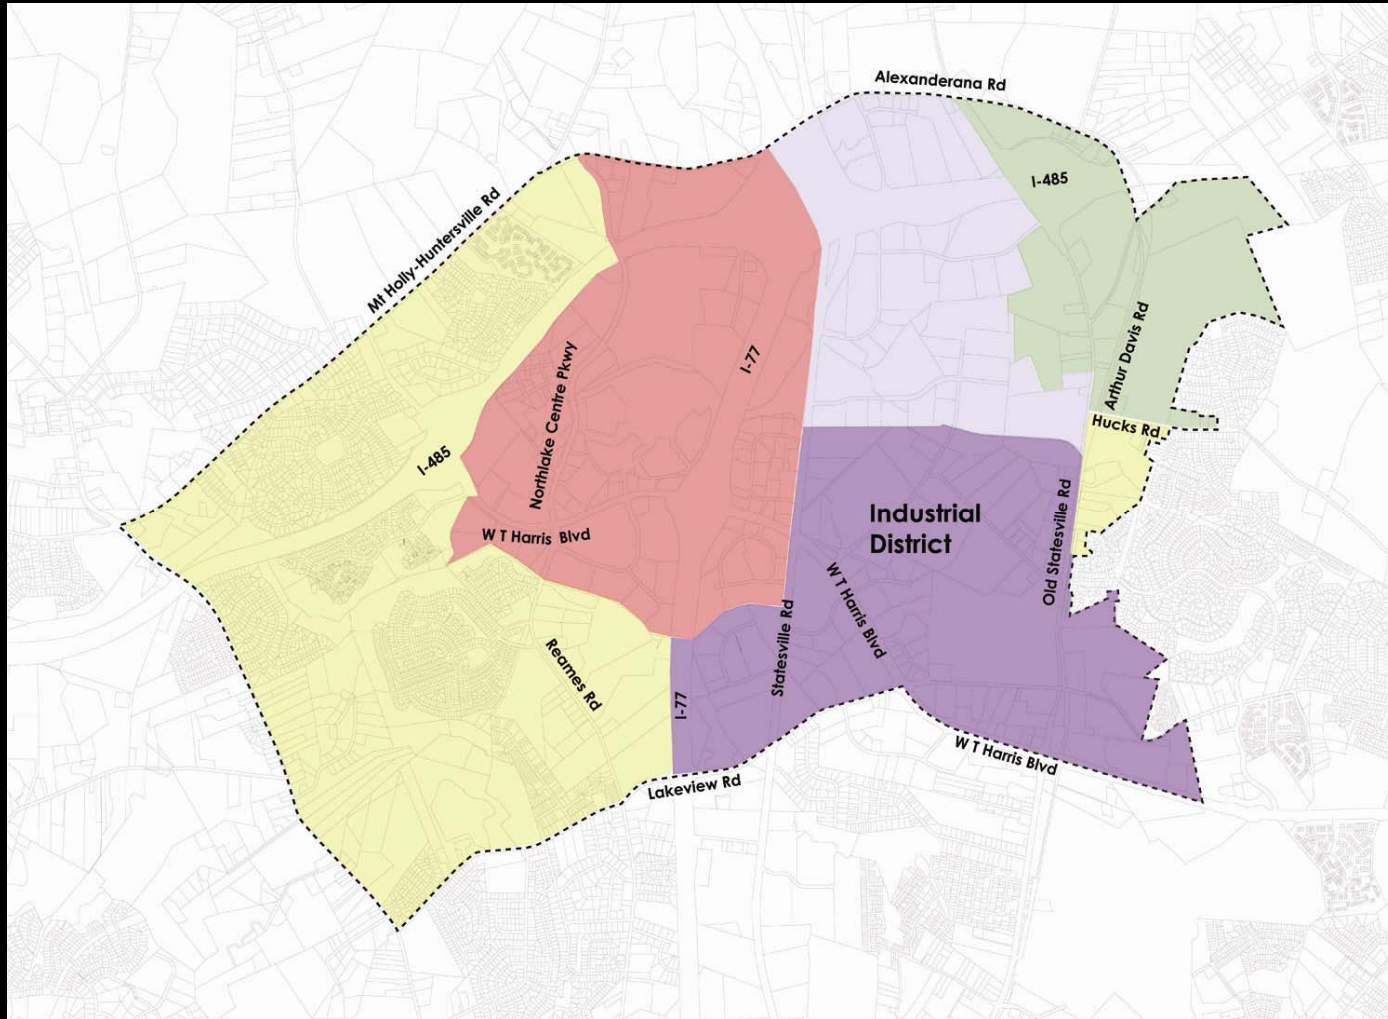 Alexanderana Rd
I-485
Mt Holly-Huntersville Rd
Arthur Davis Rd
I-77
Northlake Centre Pkwy
Hucks Rd
I-485
Industrial
District
W T Harris Blvd
Old Statesville Rd
W T Harris Blvd
Statesville Rd
Reames Rd
I-77
W T Harris Blvd
Lakeview Rd